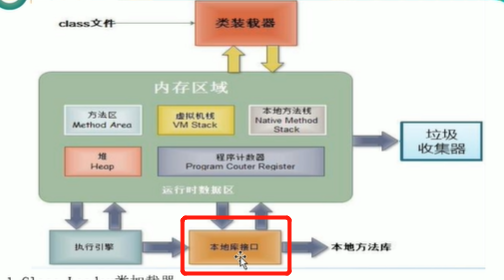 class文件
类装载器
内存区域
方法区
Method Area
虚拟机栈
VM Stack
本地方法栈
Native Method
Stack
堆
Heap
程序计数器
Program Couter Register
运行时数据区
垃圾
收集器
执行引擎
本地库接口
本地方法库